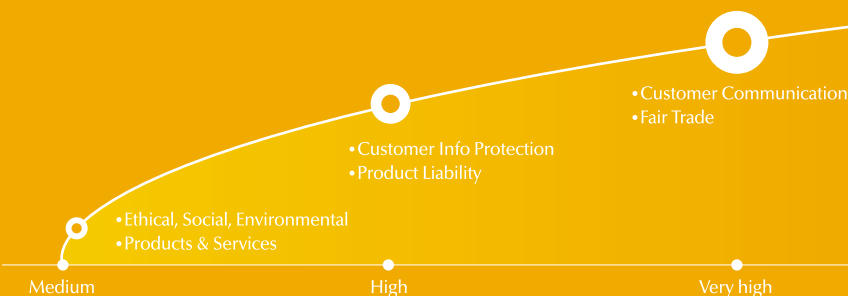 •Customer Communication
•Fair Trade
•Customer Info Protection
•Product Liability
•Ethical, Social, Environmental
•Products & Services
Medium
High
Very high